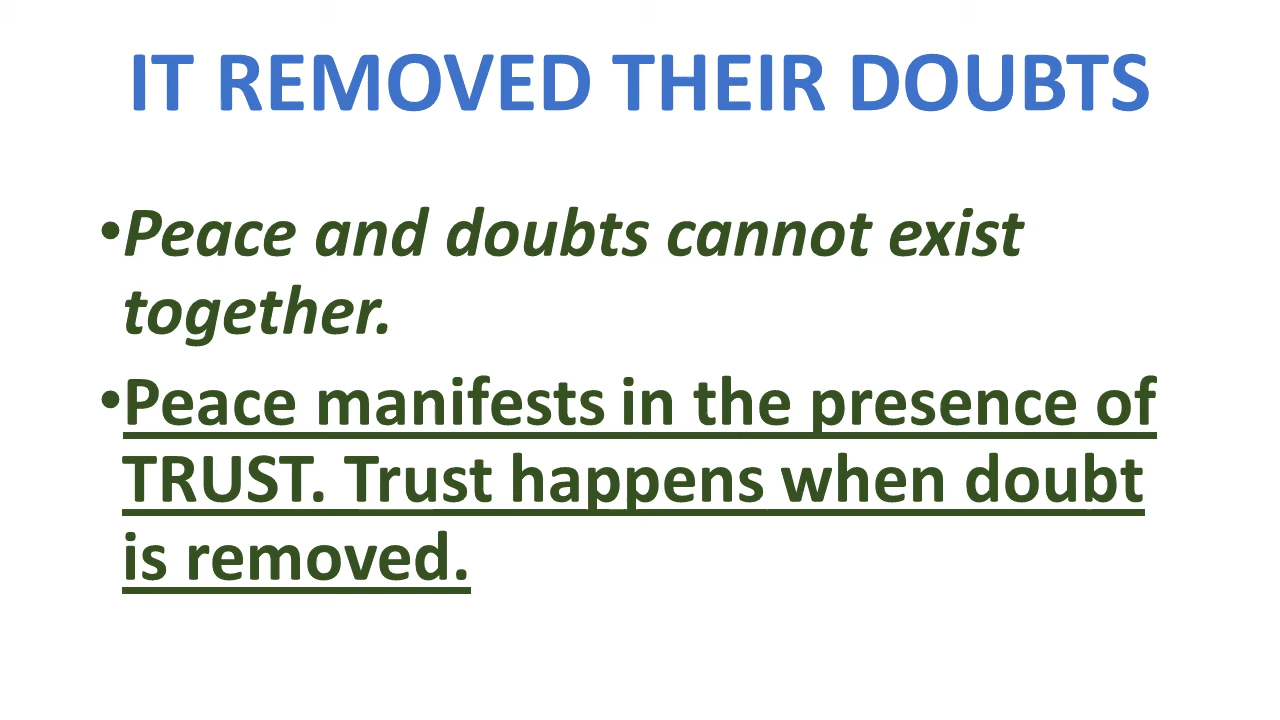 IT REMOVED THEIR DOUBTS
•Peace and doubts cannot exist
together.
•Peace manifests in the presence of
TRUST. Trust happens when doubt
is removed.